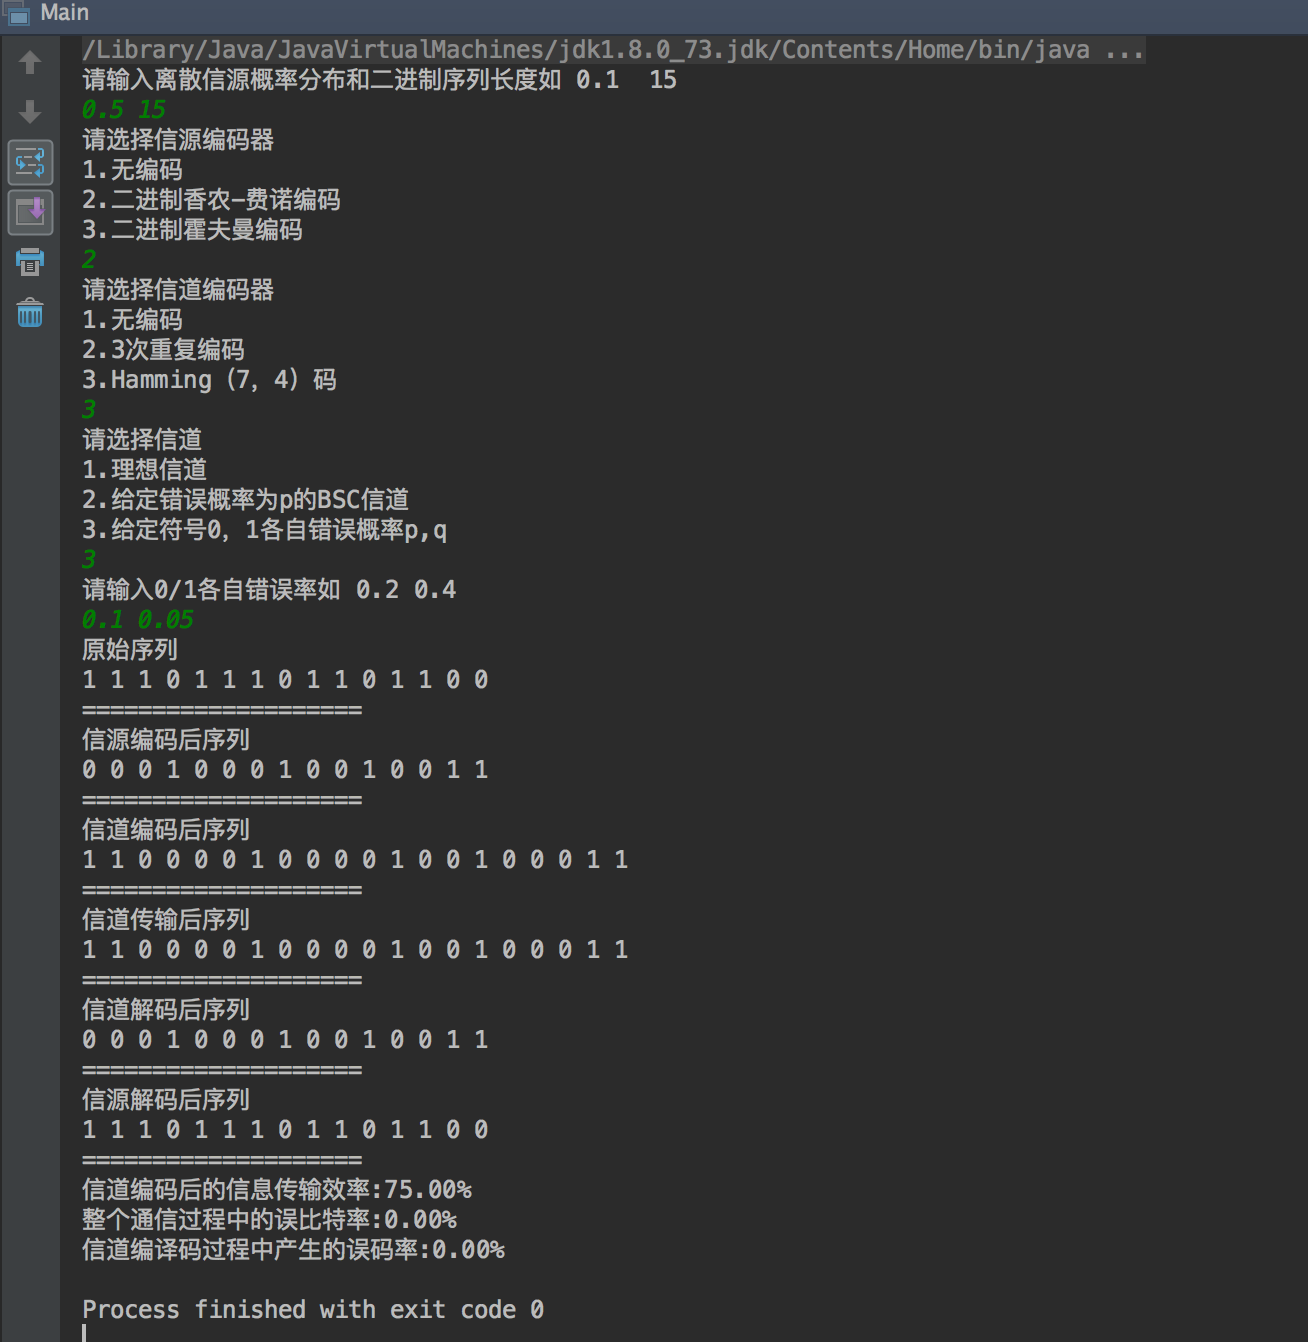 Main
/Library/Java/JavaVirtualMachines/jdk1.8.0_73.jdk/Contents/Home/bin/java ...
请输入离散信源概率分布和二进制序列长度如 0.1  15
0.5 15
请选择信源编码器
1.无编码
2.二进制香农-费诺编码
3.二进制霍夫曼编码
2
请选择信道编码器
1.无编码
2.3次重复编码
3.Hamming（7，4）码
3
请选择信道
1.理想信道
2.给定错误概率为p的BSC信道
3.给定符号0，1各自错误概率p,q
3
请输入0/1各自错误率如 0.2 0.4
0.1 0.05
原始序列
1 1 1 0 1 1 1 0 1 1 0 1 1 0 0
====================
信源编码后序列
0 0 0 1 0 0 0 1 0 0 1 0 0 1 1
====================
信道编码后序列
1 1 0 0 0 0 1 0 0 0 0 1 0 0 1 0 0 0 1 1
====================
信道传输后序列
1 1 0 0 0 0 1 0 0 0 0 1 0 0 1 0 0 0 1 1
====================
信道解码后序列
0 0 0 1 0 0 0 1 0 0 1 0 0 1 1
====================
信源解码后序列
1 1 1 0 1 1 1 0 1 1 0 1 1 0 0
====================
信道编码后的信息传输效率:75.00%
整个通信过程中的误比特率:0.00%
信道编译码过程中产生的误码率:0.00%
Process finished with exit code 0